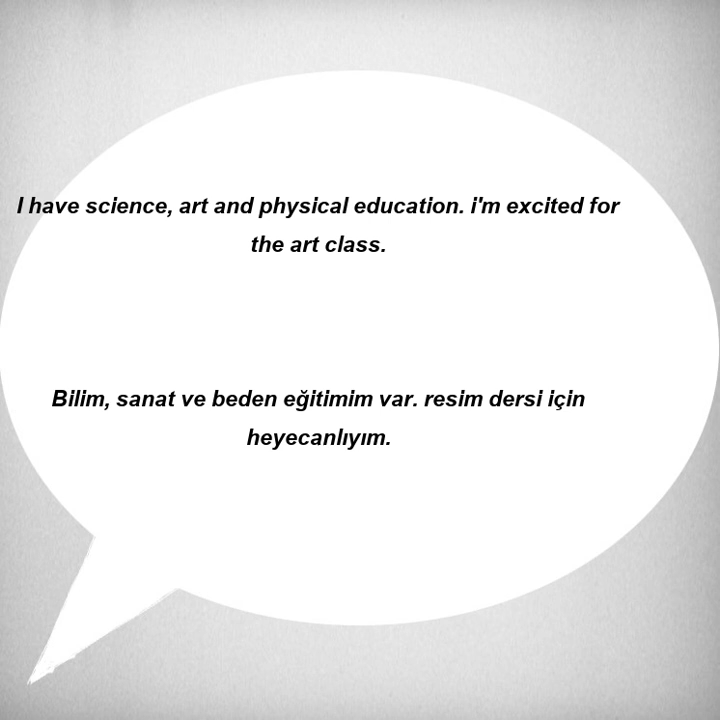 I have science, art and physical education. i'm excited for
the art class.
Bilim, sanat ve beden eğitimim var. resim dersi için
heyecanlıyım.